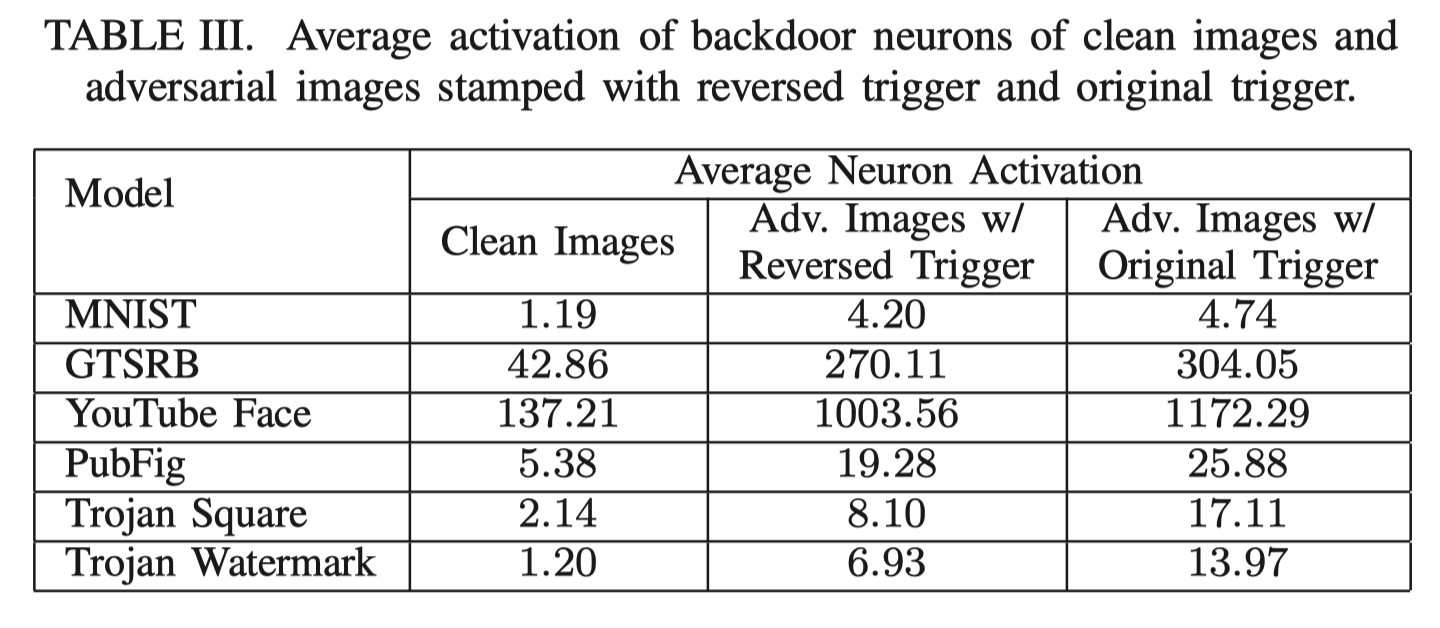 TABLE III. Average activation of backdoor neurons of clean images and
adversarial images stamped with reversed trigger and original trigger.
Model
Average Neuron Activation
Clean Images
Adv. Images w/
Reversed Trigger
Adv. Images w/
Original Trigger
MNIST 1.19 4.20 4.74
GTSRB 42.86 270.11 304.05
YouTube Face 137.21 1003.56 1172.29
PubFig 5.38 19.28 25.88
Trojan Square 2.14 8.10 17.11
Trojan Watermark 1.20 6.93 13.97